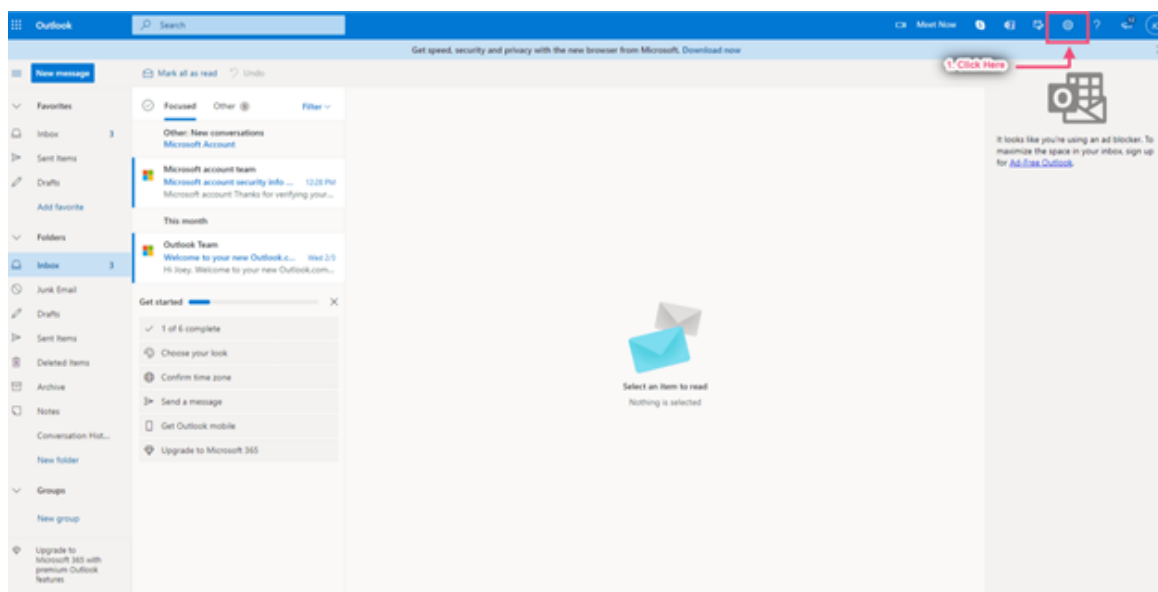 Outlook
Search
Meet Now
Get speed, security and privacy with the new browser from Microsoft. Download now
1. Click Here
New message
Mark all as read
Undo
Favorites
Inbox 3
Sent Items
Drafts
Add favorite
Folders
Inbox 3
Junk Email
Drafts
Sent Items
Deleted Items
Archive
Notes
Conversation Hist...
New folder
Groups
New group
Upgrade to
Microsoft 365 with
premium Outlook
features
Focused Other Filter
Other: New conversations
Microsoft Account
Microsoft account team
Microsoft account security info ... 12:28 PM
Microsoft account Thanks for verifying your...
This month
Outlook Team
Welcome to your new Outlook.c... Wed 2/3
Hi Joey, Welcome to your new Outlook.com...
Get started
1 of 6 complete
Choose your look
Confirm time zone
Send a message
Get Outlook mobile
Upgrade to Microsoft 365
Select an item to read
Nothing is selected
It looks like you're using an ad blocker. To
maximize the space in your inbox, sign up
for Ad-Free Outlook.